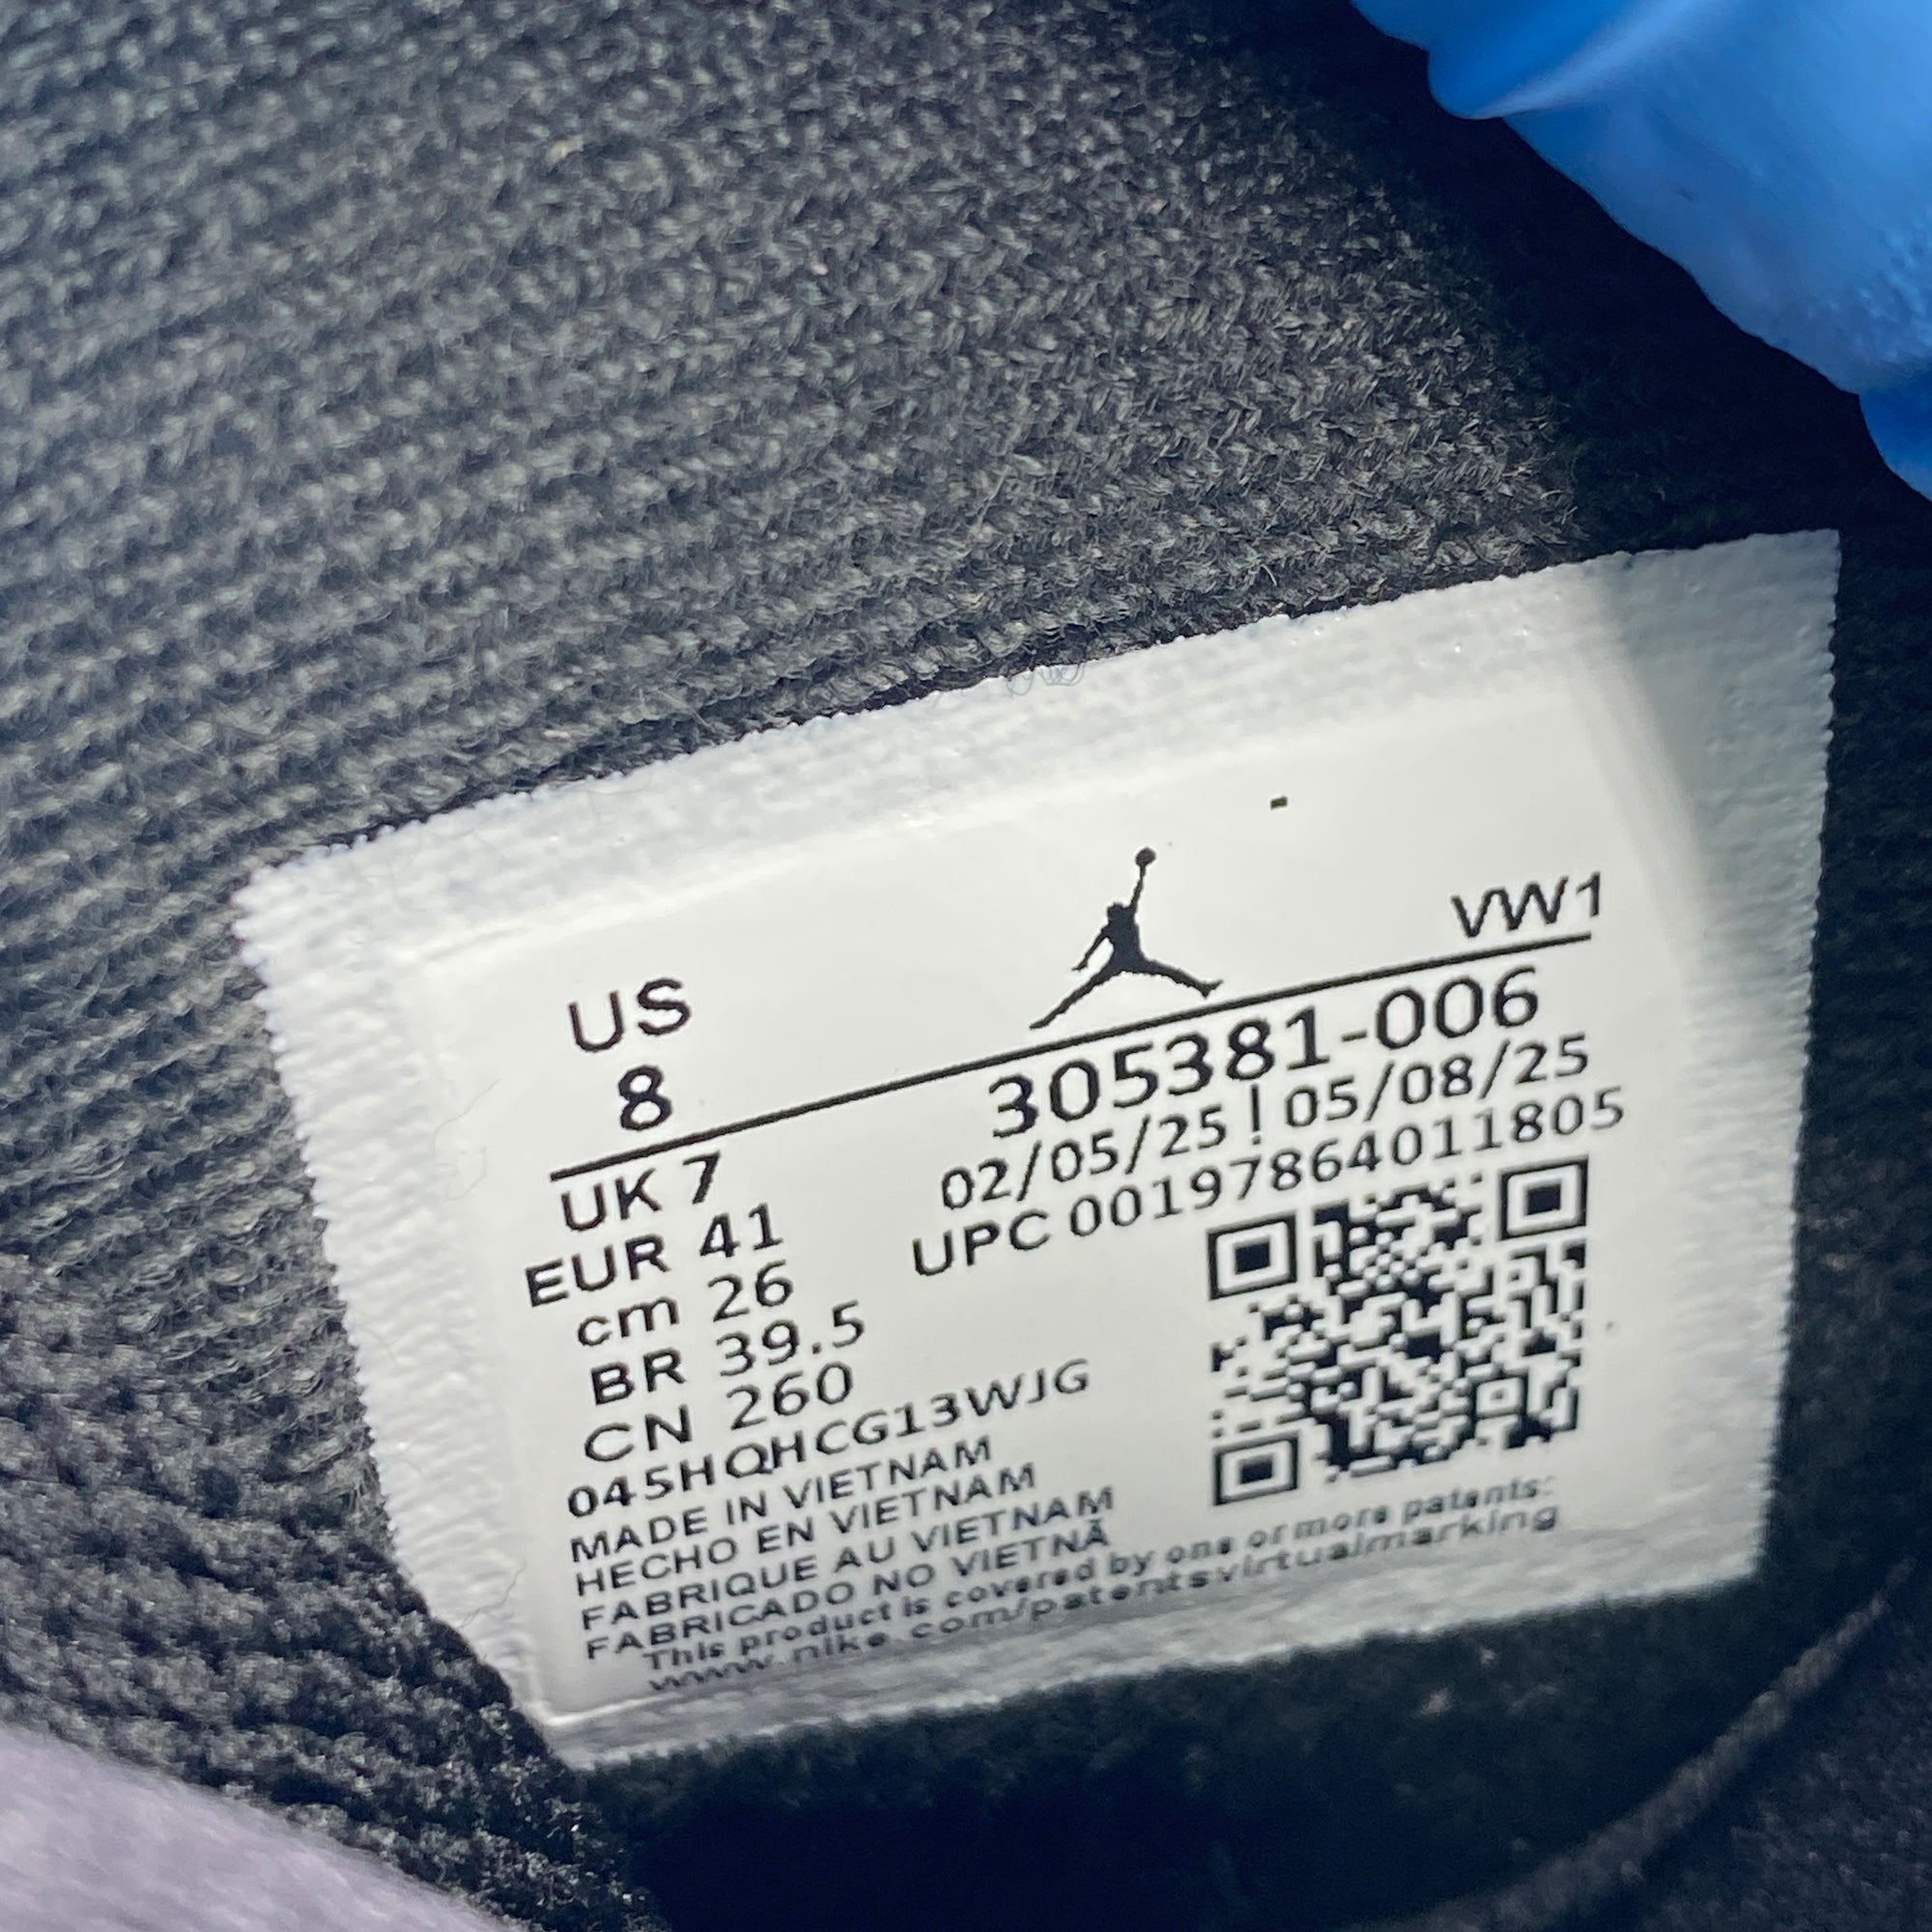 VW1
US
8
305381-006
02/05/25 | 05/08/25
UPC 00197864011805
UK 7
EUR 41
cm 26
BR 39.5
CN 260
045HQHCG13WJG
MADE IN VIETNAM
HECHO EN VIETNAM
FABRIQUE AU VIETNAM
FABRICADO NO VIETNÃ
This product is covered by one or more patents:
www.nike.com/patentsvirtualmarking